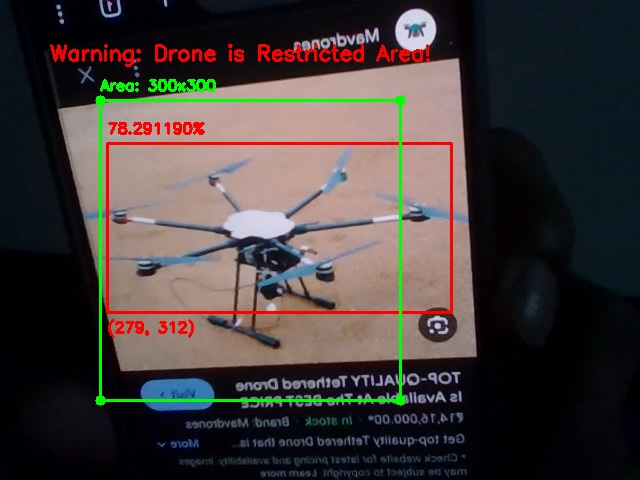 Mavdrones
Warning: Drone is Restricted Area!
Area: 300x300
78.291190%
(279, 312)
Visit >
TOP-QUALITY Tethered Drone
Is Available At The BEST PRICE
₹14,16,000.00* · In stock · Brand: Mavdrones
Get top-quality Tethered Drone that is... More
* Check website for latest pricing and availability. Images
may be subject to copyright. Learn more